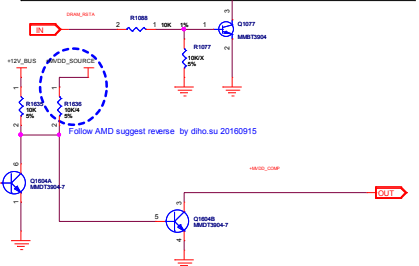 DRAM_RSTA
IN
2
R1088
1
10K
1%
1
3
Q1077
MMBT3904
2
R1077
10K/X
5%
+12V_BUS
MVDD_SOURCE
1
1
R1635
10K
5%
R1636
10K/4
5%
2
2
Follow AMD suggest reverse by diho.su 20160915
6
Q1604A
MMDT3904-7
1
+MVDD_COMP
OUT
3
5
Q1604B
MMDT3904-7
4